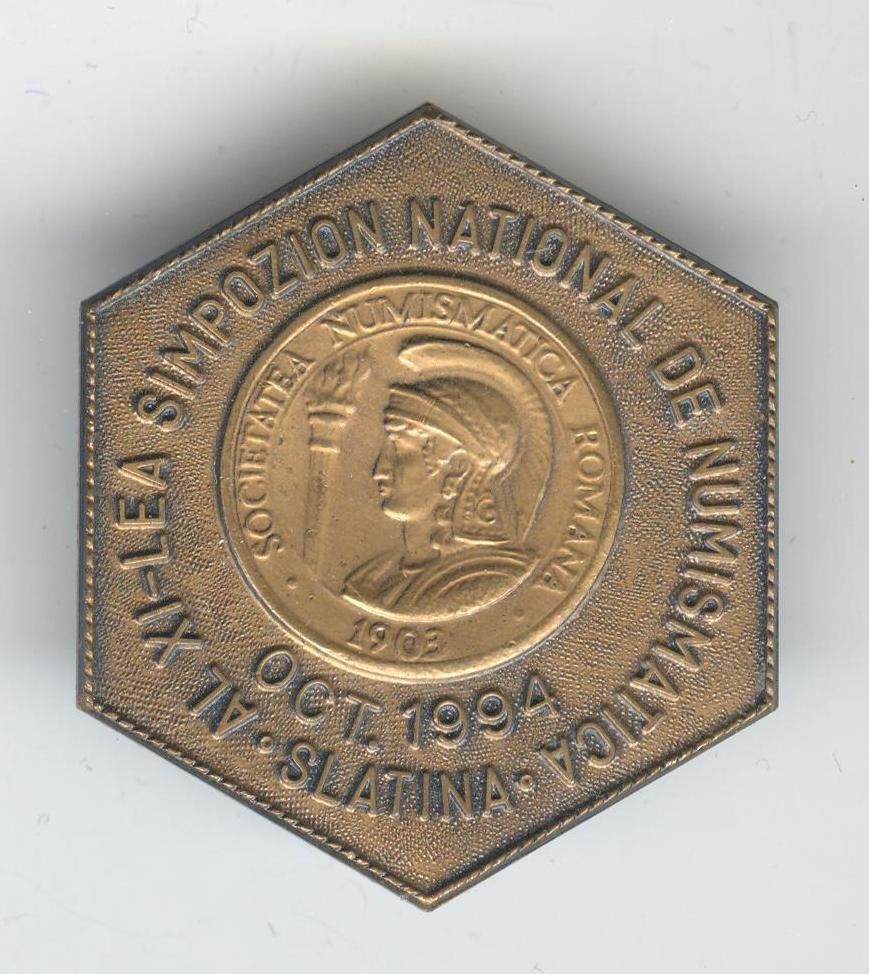 AL XI-LEA SIMPOZION NATIONAL DE NUMISMATICA
• SLATINA •
OCT. 1994
SOCIETATEA NUMISMATICA ROMANA
• 1903 •